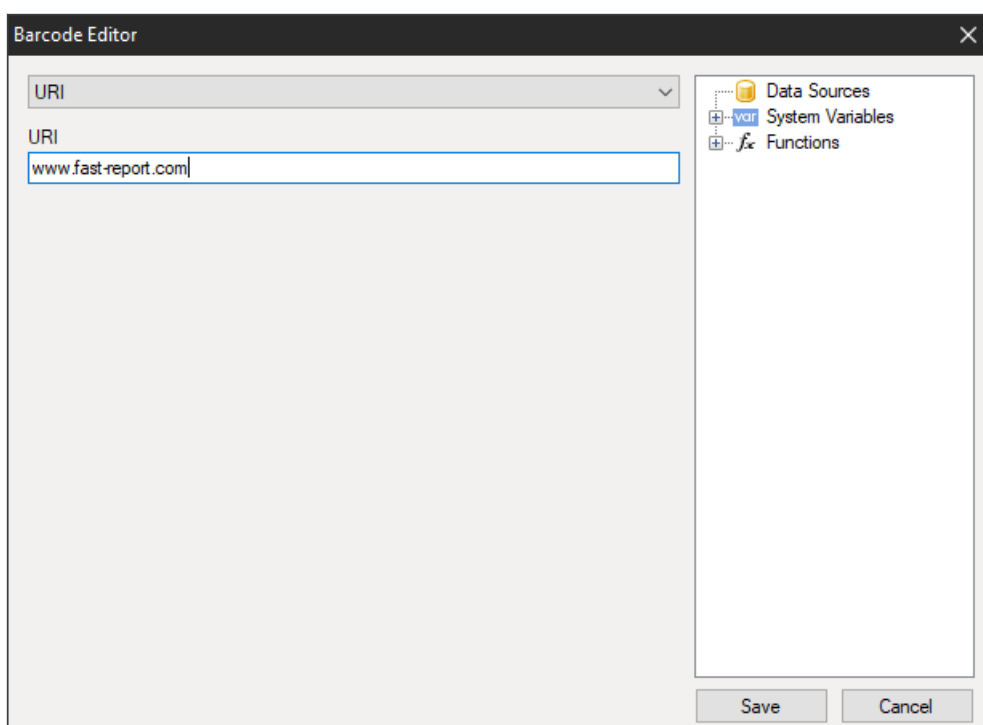 Barcode Editor
URI
URI
www.fast-report.com
Data Sources
var System Variables
fx Functions
Save
Cancel